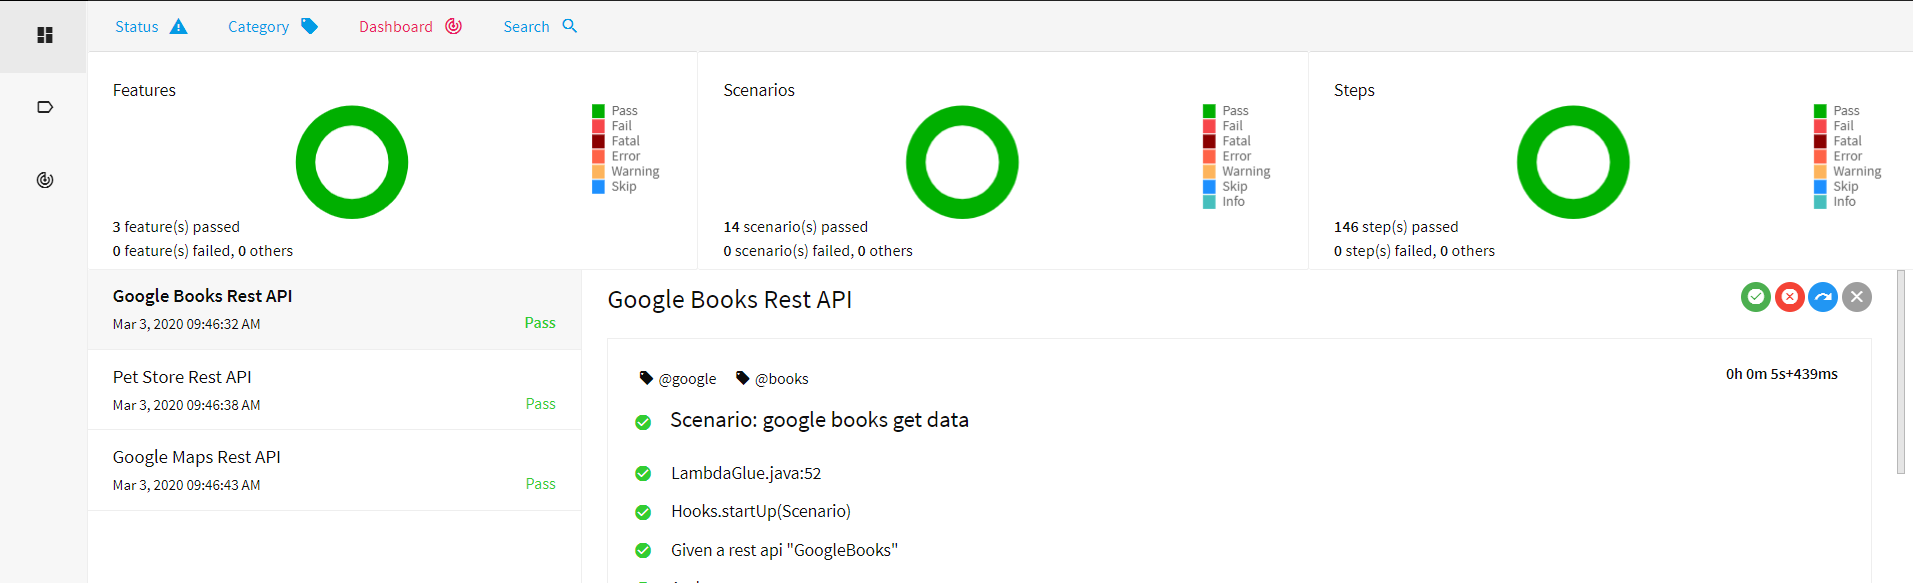 Status
Category
Dashboard
Search
Features
Pass
Fail
Fatal
Error
Warning
Skip
3 feature(s) passed
0 feature(s) failed, 0 others
Scenarios
Pass
Fail
Fatal
Error
Warning
Skip
Info
14 scenario(s) passed
0 scenario(s) failed, 0 others
Steps
Pass
Fail
Fatal
Error
Warning
Skip
Info
146 step(s) passed
0 step(s) failed, 0 others
Google Books Rest API
Mar 3, 2020 09:46:32 AM
Pass
Pet Store Rest API
Mar 3, 2020 09:46:38 AM
Pass
Google Maps Rest API
Mar 3, 2020 09:46:43 AM
Pass
Google Books Rest API
@google @books
0h 0m 5s+439ms
Scenario: google books get data
LambdaGlue.java:52
Hooks.startUp(Scenario)
Given a rest api "GoogleBooks"